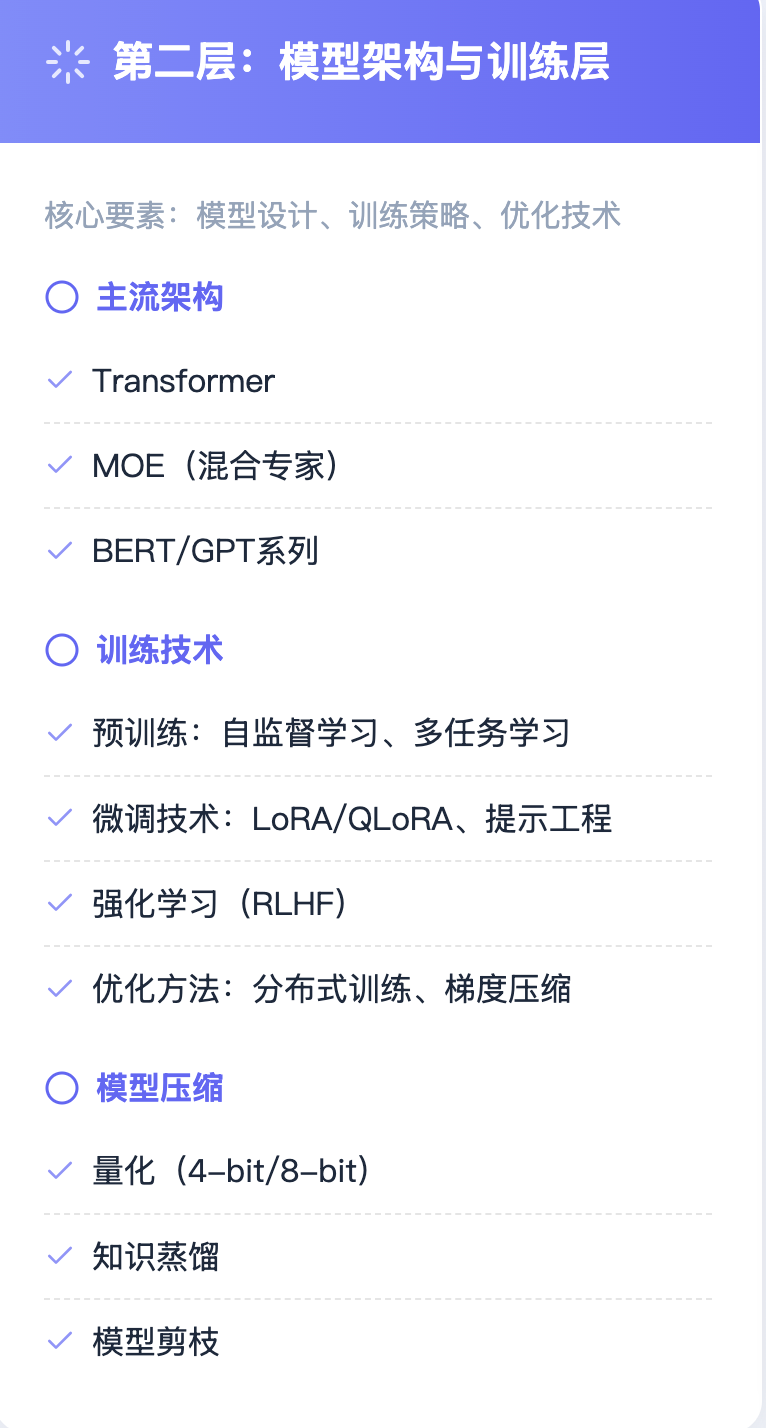 第二层：模型架构与训练层
核心要素：模型设计、训练策略、优化技术
主流架构
Transformer
MOE（混合专家）
BERT/GPT系列
训练技术
预训练：自监督学习、多任务学习
微调技术：LoRA/QLoRA、提示工程
强化学习（RLHF）
优化方法：分布式训练、梯度压缩
模型压缩
量化（4-bit/8-bit）
知识蒸馏
模型剪枝